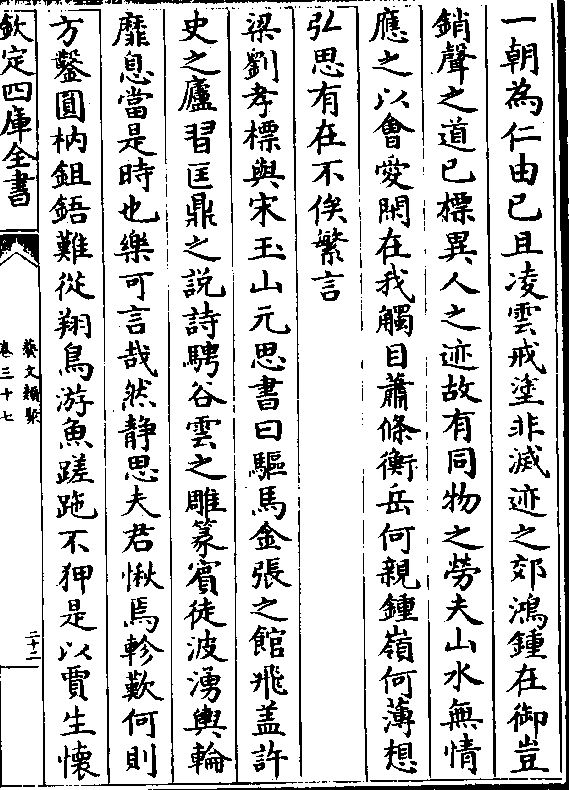 一朝為仁由己且凌雲戒塗非滅迹之郊鴻鍾在御豈
銷聲之道已標異人之迹故有同物之勞夫山水無情
應之以會愛閑在我觸目蕭條衡岳何親鍾嶺何薄想
弘思有在不俟繁言
梁劉孝標與宋玉山元思書曰驅馬金張之館飛盖許
史之廬習匡鼎之説詩騁谷雲之雕篆賓徒波湧輿輪
靡息當是時也樂可言哉然静思夫君愀焉軫歎何則
方鑿圓枘鉏鋙難從翔鳥游魚蹉跎不狎是以賈生懷
欽定四庫全書
藝文類聚
卷三十七
二十二